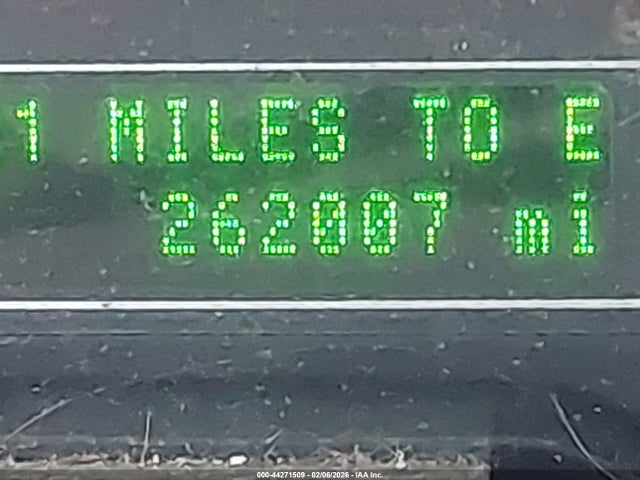 1 MILES TO E
262007 mi
000-44271509 - 02/06/2026 - IAA Inc.